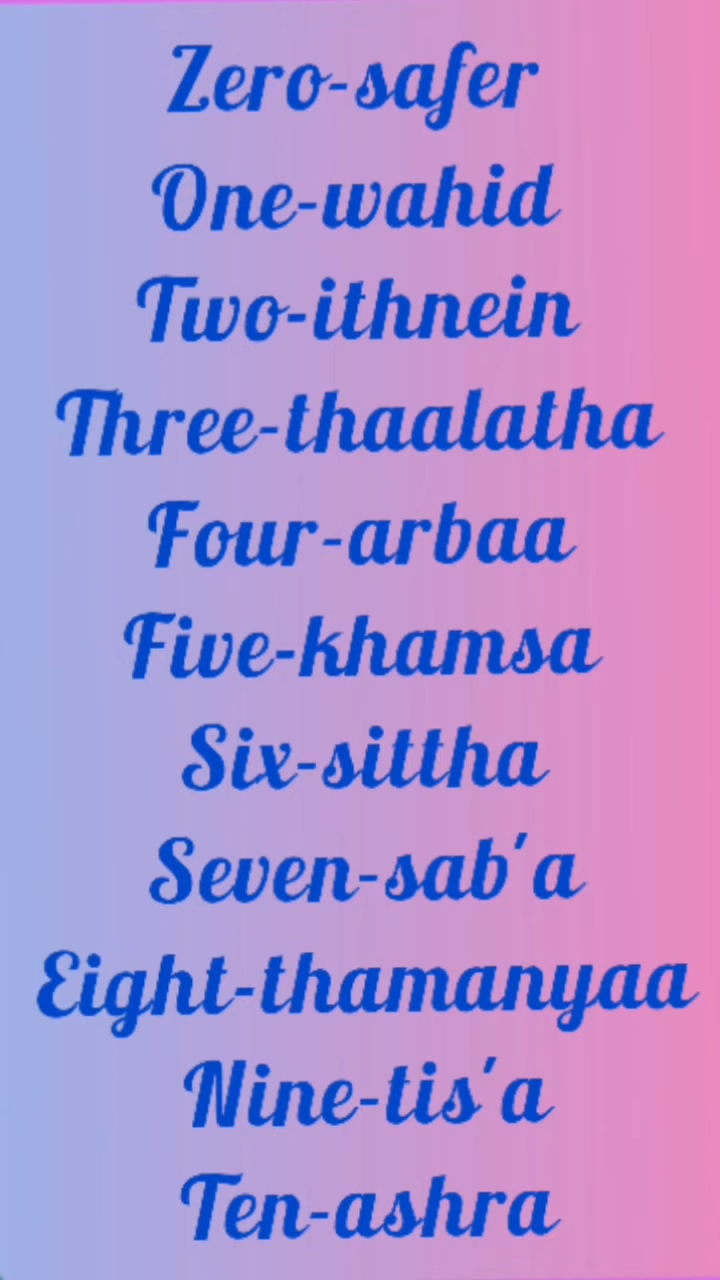 Zero-safer
One-wahid
Two-ithnein
Three-thaalatha
Four-arbaa
Five-khamsa
Six-sittha
Seven-sab'a
Eight-thamanyaa
Nine-tis'a
Ten-ashra